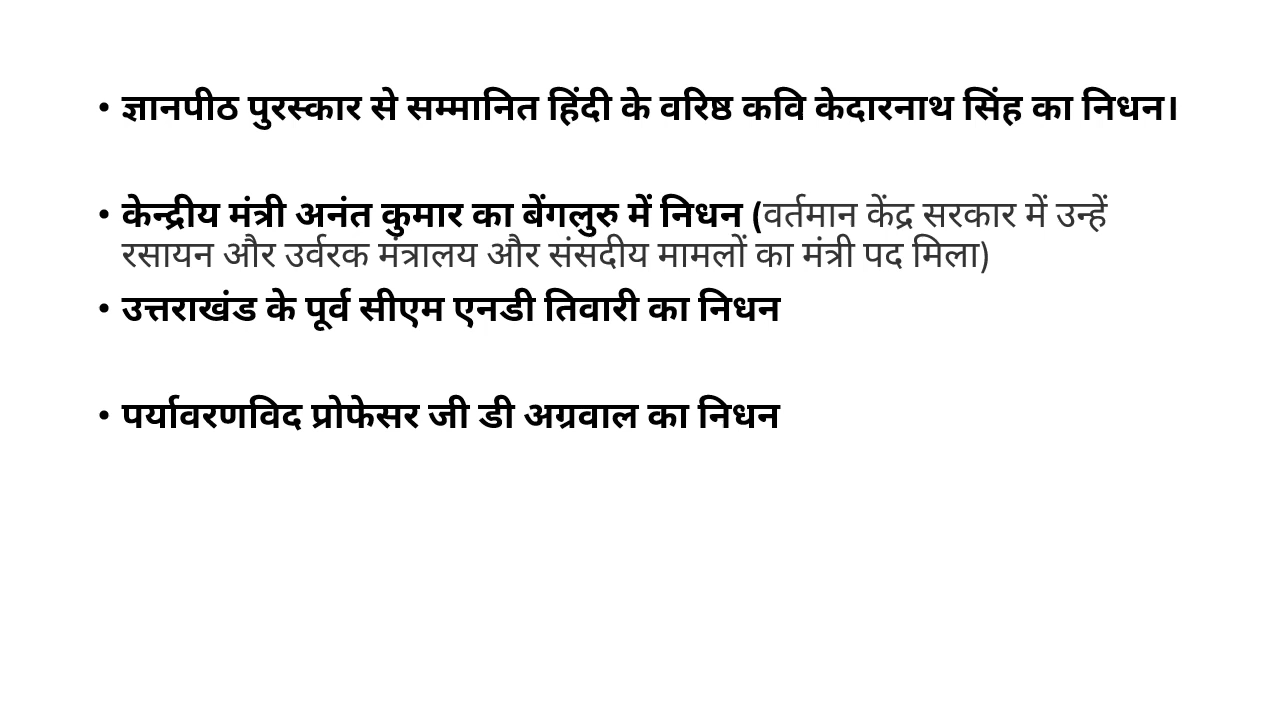 • ज्ञानपीठ पुरस्कार से सम्मानित हिंदी के वरिष्ठ कवि केदारनाथ सिंह का निधन।
• केन्द्रीय मंत्री अनंत कुमार का बेंगलुरु में निधन (वर्तमान केंद्र सरकार में उन्हें
रसायन और उर्वरक मंत्रालय और संसदीय मामलों का मंत्री पद मिला)
• उत्तराखंड के पूर्व सीएम एनडी तिवारी का निधन
• पर्यावरणविद प्रोफेसर जी डी अग्रवाल का निधन